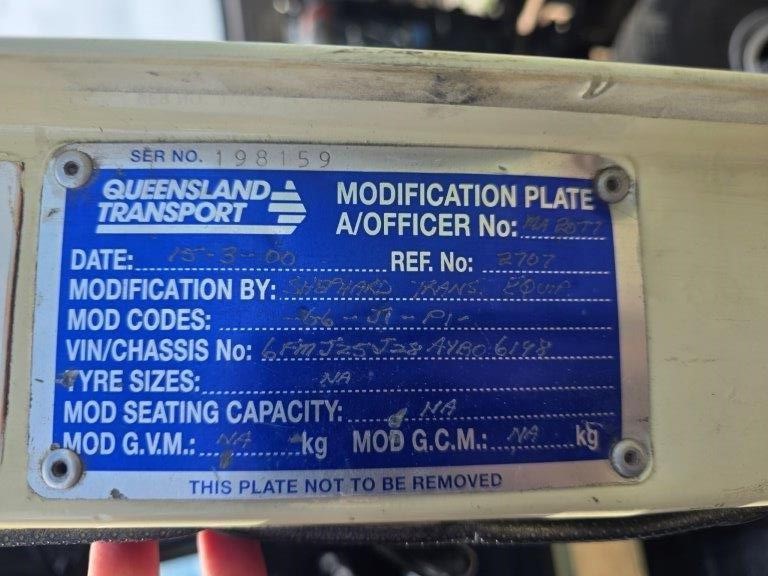 SER NO. 198159
QUEENSLAND TRANSPORT
MODIFICATION PLATE
A/OFFICER No:
DATE: 15-3-00 REF. No: 2707
MODIFICATION BY: SHEPHARD TRANS. EQUIP
MOD CODES: -J1-P1-
VIN/CHASSIS No:
TYRE SIZES: NA
MOD SEATING CAPACITY: NA
MOD G.V.M.: NA kg MOD G.C.M.: NA kg
THIS PLATE NOT TO BE REMOVED